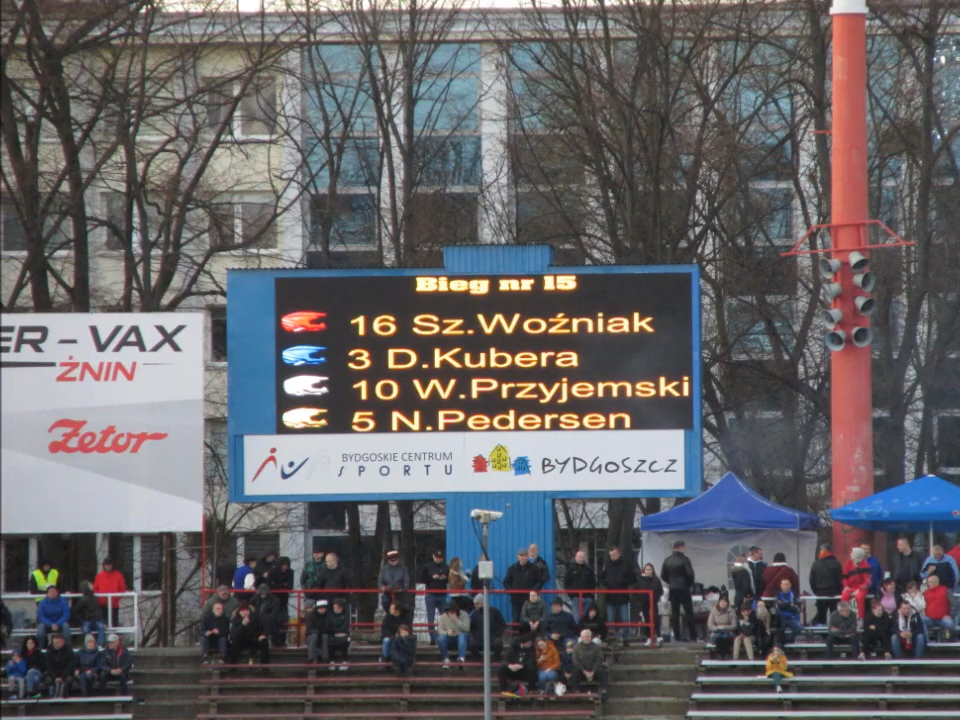 Bieg nr 15
16 Sz.Woźniak
3 D.Kubera
10 W.Przyjemski
5 N.Pedersen
BYDGOSKIE CENTRUM
SPORTU
BYDGOSZCZ
ER-VAX
ŻNIN
Zetor